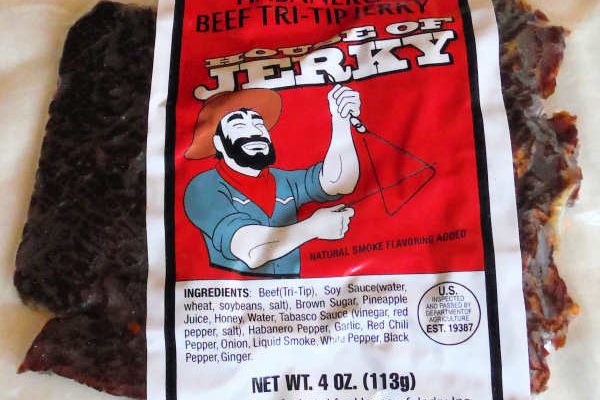 HABANERO
BEEF TRI-TIP JERKY
HOUSE OF
JERKY
NATURAL SMOKE FLAVORING ADDED
INGREDIENTS: Beef(Tri-Tip), Soy Sauce(water,
wheat, soybeans, salt), Brown Sugar, Pineapple
Juice, Honey, Water, Tabasco Sauce (vinegar, red
pepper, salt), Habanero Pepper, Garlic, Red Chili
Pepper, Onion, Liquid Smoke, White Pepper, Black
Pepper, Ginger.
U.S.
INSPECTED
AND PASSED BY
DEPARTMENT OF
AGRICULTURE
EST. 19387
NET WT. 4 OZ. (113g)